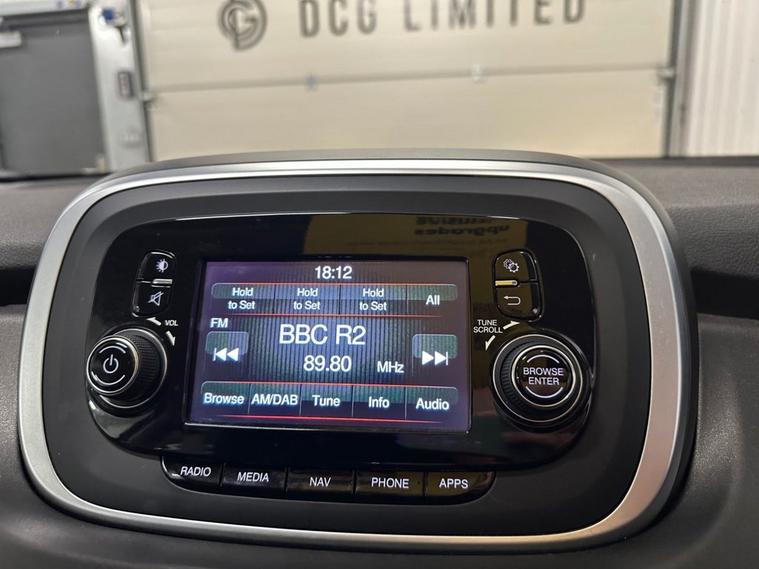 DCG LIMITED
upgrades
18:12
Hold to Set
Hold to Set
Hold to Set
All
FM
BBC R2
89.80 MHz
Browse AM/DAB Tune Info Audio
VOL
TUNE
SCROLL
BROWSE
ENTER
RADIO MEDIA NAV PHONE APPS